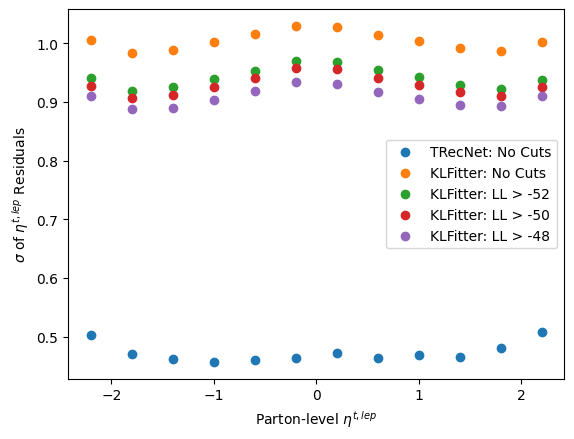 1.0
0.9
0.8
0.7
0.6
0.5
σ of η^{t, lep} Residuals
TRecNet: No Cuts
KLFitter: No Cuts
KLFitter: LL > -52
KLFitter: LL > -50
KLFitter: LL > -48
−2 −1 0 1 2
Parton-level η^{t, lep}